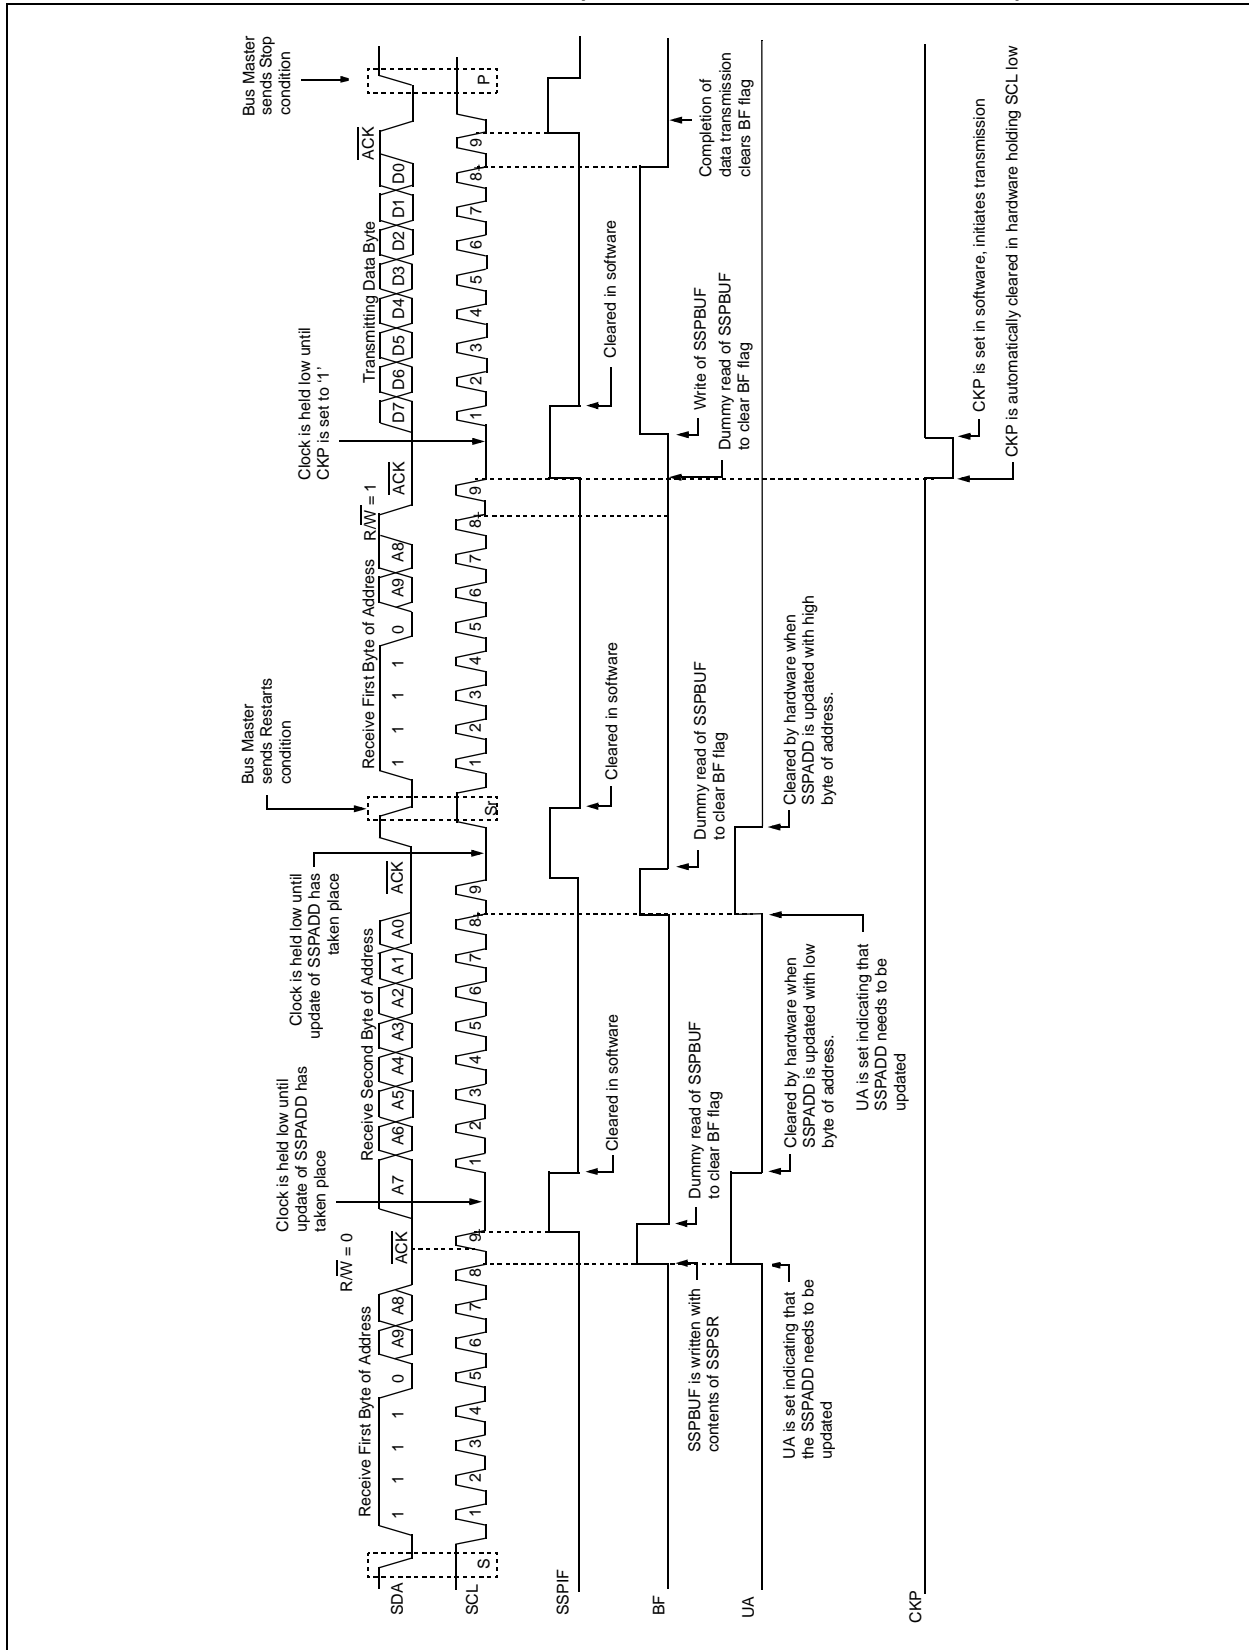 Bus Master
sends Stop
condition
Bus Master
sends Restarts
condition
Clock is held low until
update of SSPADD has
taken place
Clock is held low until
update of SSPADD has
taken place
Clock is held low until
CKP is set to ‘1’
R/W = 0
R/W = 1
Receive First Byte of Address
Receive Second Byte of Address
Receive First Byte of Address
Transmitting Data Byte
ACK
SDA
1 1 1 1 0 A9 A8 ACK A7 A6 A5 A4 A3 A2 A1 A0 ACK 1 1 1 1 0 A9 A8 ACK D7 D6 D5 D4 D3 D2 D1 D0
SCL
S 1 2 3 4 5 6 7 8 9 1 2 3 4 5 6 7 8 9 Sr 1 2 3 4 5 6 7 8 9 1 2 3 4 5 6 7 8 9 P
SSPIF
Cleared in software
Cleared in software
Cleared in software
BF
SSPBUF is written with
contents of SSPSR
Dummy read of SSPBUF
to clear BF flag
Dummy read of SSPBUF
to clear BF flag
Write of SSPBUF
Dummy read of SSPBUF
to clear BF flag
Completion of
data transmission
clears BF flag
UA
UA is set indicating that
the SSPADD needs to be
updated
Cleared by hardware when
SSPADD is updated with low
byte of address.
UA is set indicating that
SSPADD needs to be
updated
Cleared by hardware when
SSPADD is updated with high
byte of address.
CKP
CKP is set in software, initiates transmission
CKP is automatically cleared in hardware holding SCL low